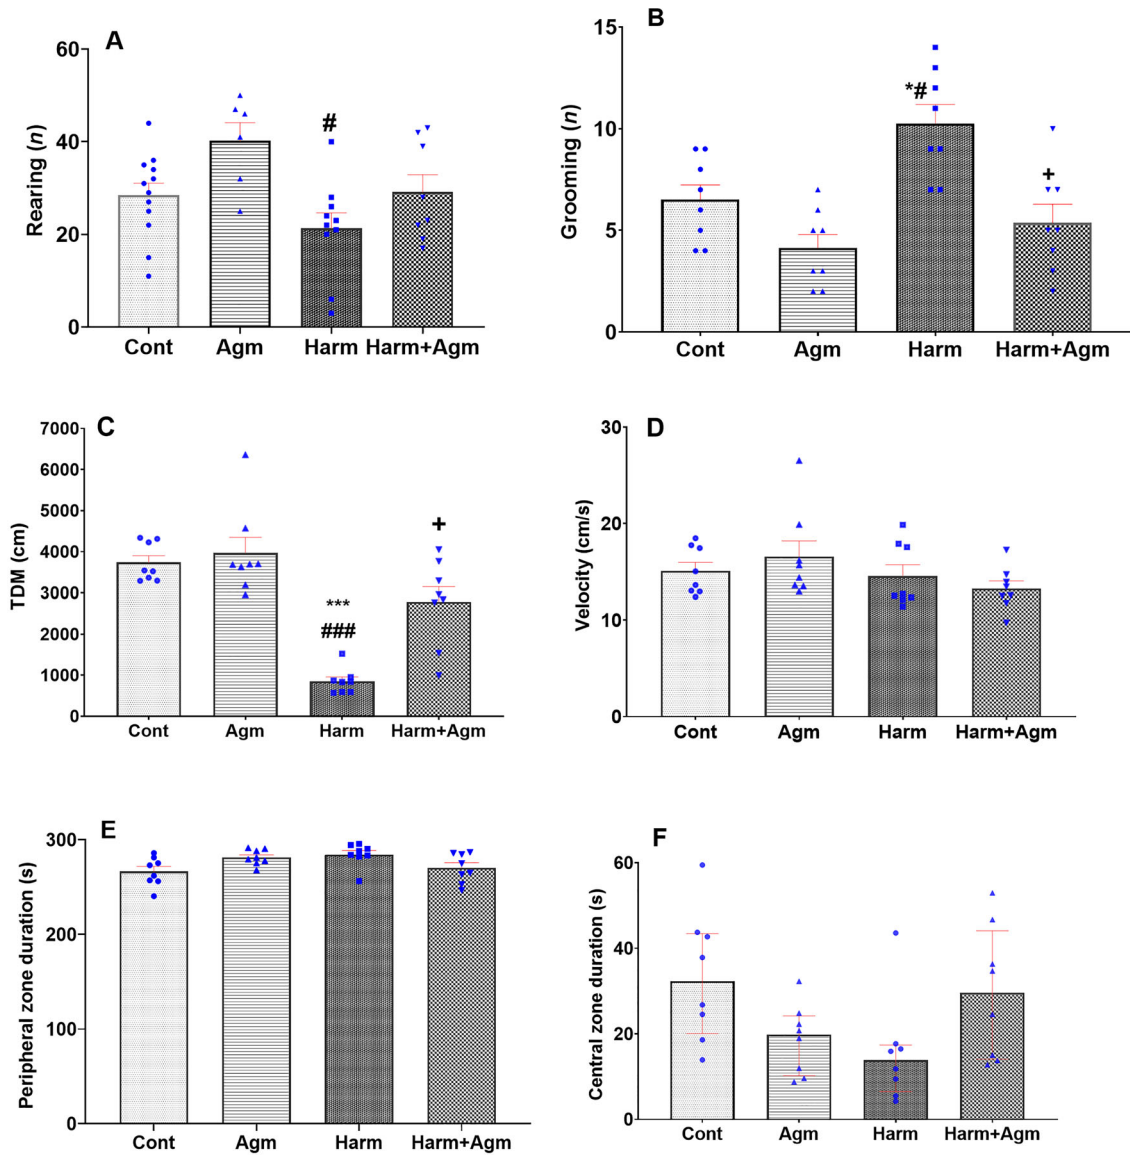 A
Rearing (n)
60
40
20
0
#
Cont Agm Harm Harm+Agm
B
Grooming (n)
15
10
5
0
*#
+
Cont Agm Harm Harm+Agm
C
TDM (cm)
7000
6000
5000
4000
3000
2000
1000
0
***
###
+
Cont Agm Harm Harm+Agm
D
Velocity (cm/s)
30
20
10
0
Cont Agm Harm Harm+Agm
E
Peripheral zone duration (s)
300
200
100
0
Cont Agm Harm Harm+Agm
F
Central zone duration (s)
60
40
20
0
Cont Agm Harm Harm+Agm